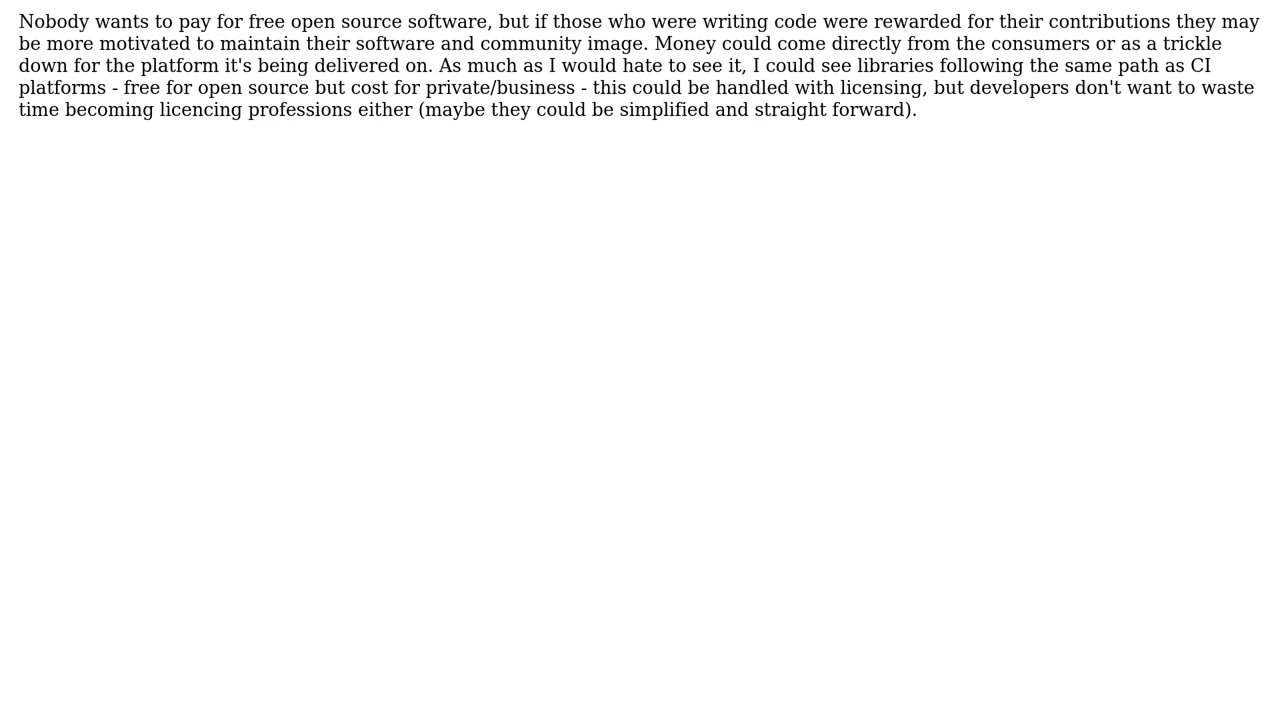 Nobody wants to pay for free open source software, but if those who were writing code were rewarded for their contributions they may
be more motivated to maintain their software and community image. Money could come directly from the consumers or as a trickle
down for the platform it's being delivered on. As much as I would hate to see it, I could see libraries following the same path as CI
platforms - free for open source but cost for private/business - this could be handled with licensing, but developers don't want to waste
time becoming licencing professions either (maybe they could be simplified and straight forward).